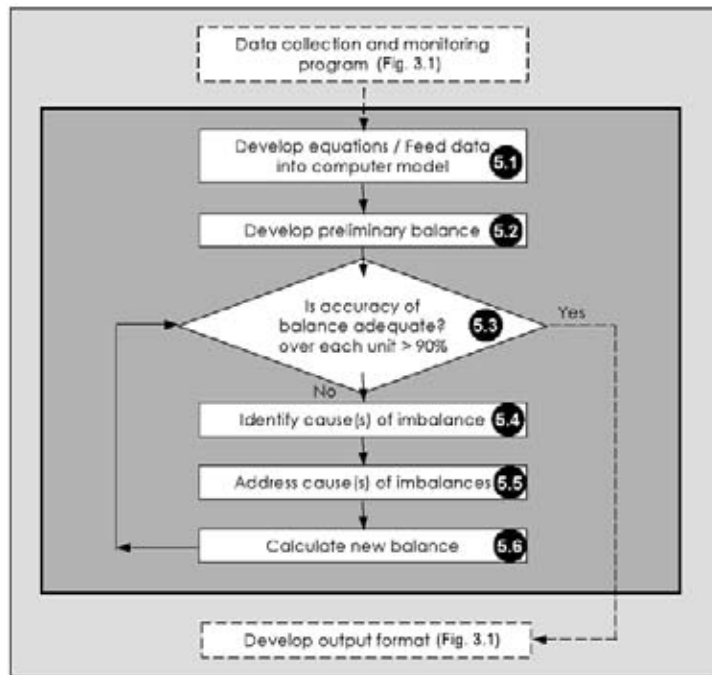 Data collection and monitoring
program (Fig. 3.1)
Develop equations / Feed data
into computer model
5.1
Develop preliminary balance
5.2
Is accuracy of
balance adequate?
over each unit > 90%
5.3
Yes
No
Identify cause(s) of imbalance
5.4
Address cause(s) of imbalances
5.5
Calculate new balance
5.6
Develop output format (Fig. 3.1)